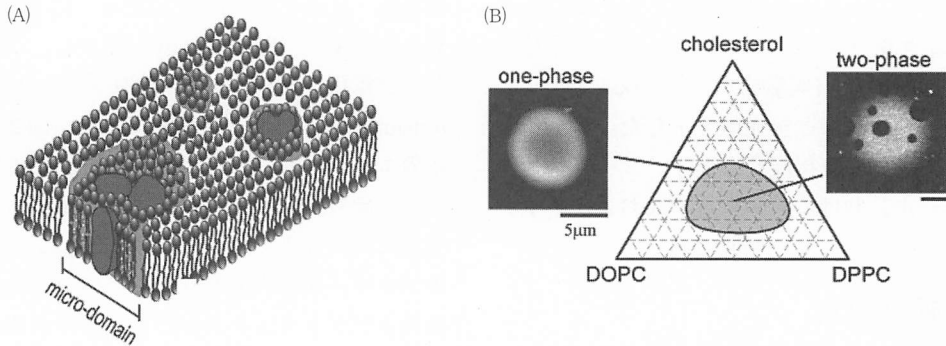 (A)
micro-domain
(B)
cholesterol
one-phase
two-phase
5μm
DOPC
DPPC